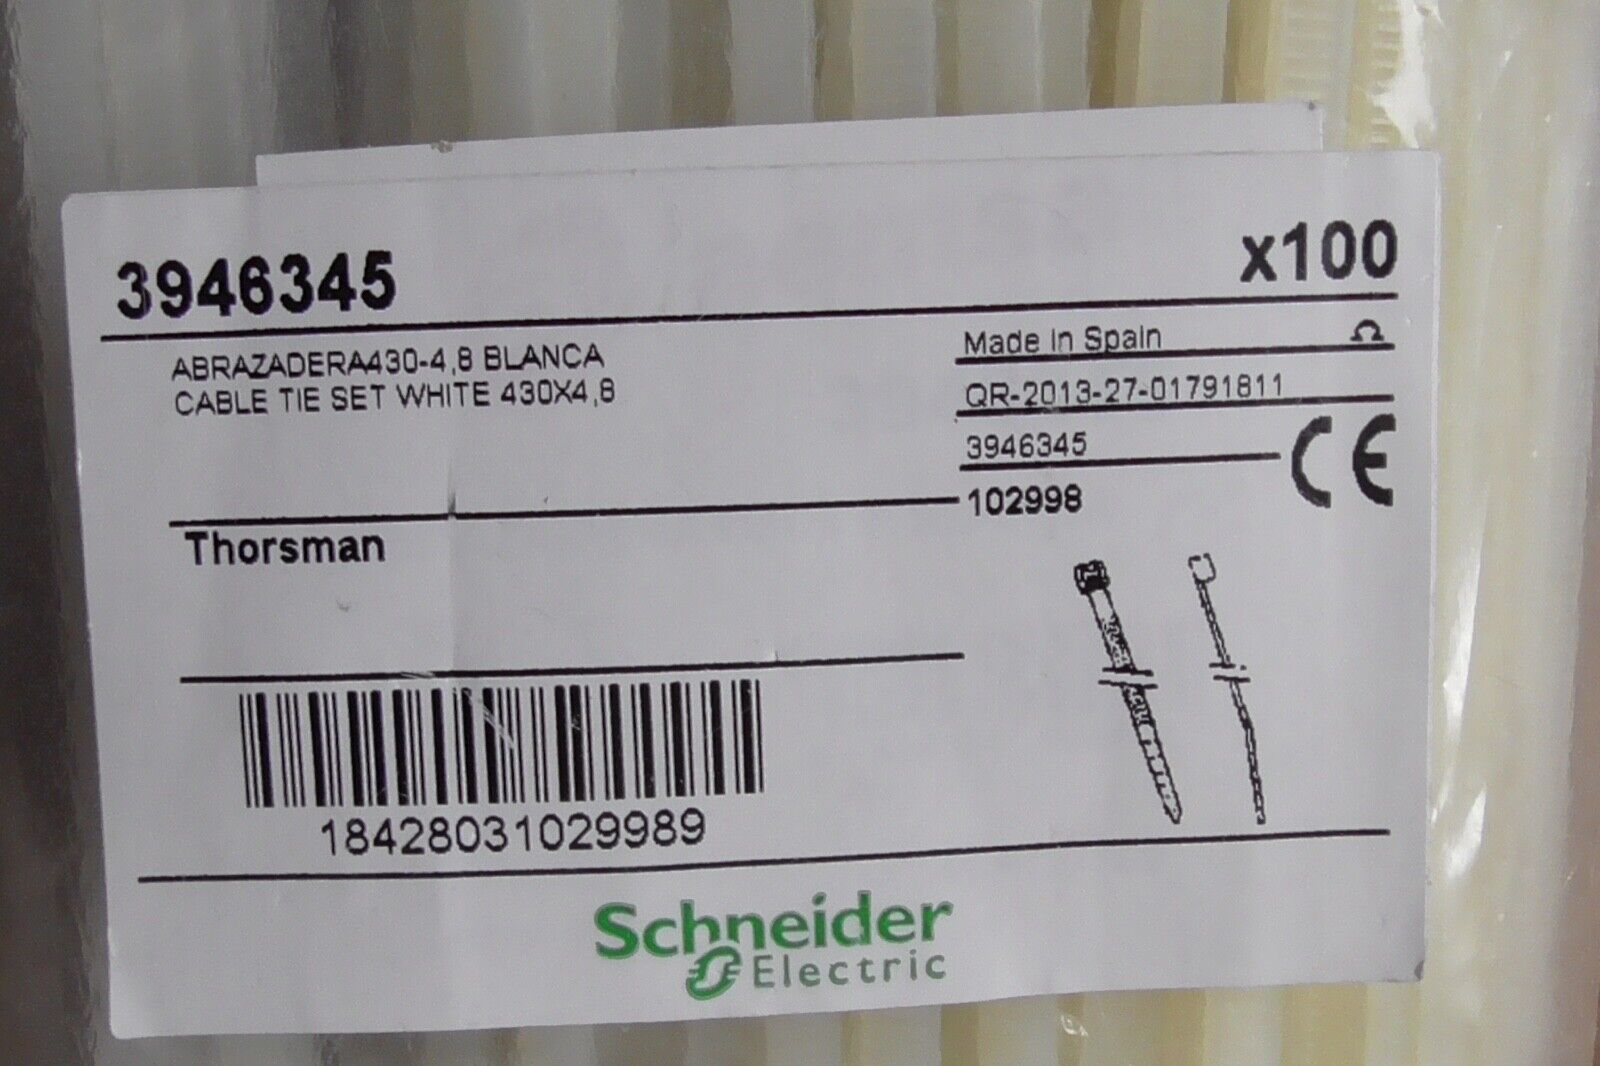 3946345
x100
ABRAZADERA430-4,8 BLANCA
CABLE TIE SET WHITE 430X4,8
Made In Spain Ω
QR-2013-27-01791811
3946345
CE
102998
Thorsman
18428031029989
Schneider
Electric